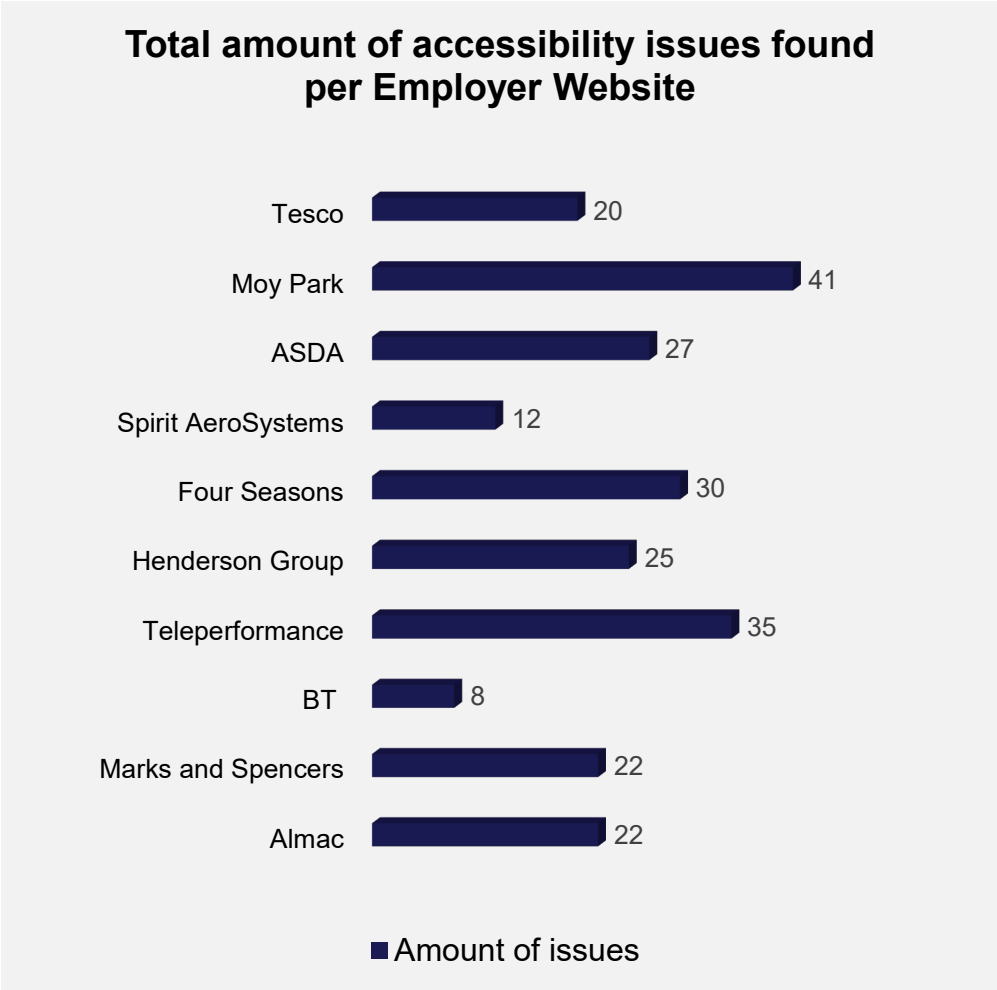 Total amount of accessibility issues found
per Employer Website
Tesco 20
Moy Park 41
ASDA 27
Spirit AeroSystems 12
Four Seasons 30
Henderson Group 25
Teleperformance 35
BT 8
Marks and Spencers 22
Almac 22
Amount of issues